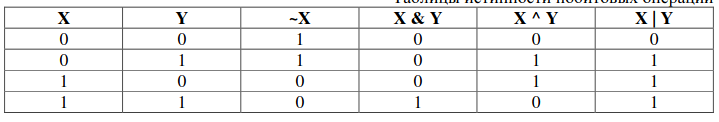 Таблицы истинности побитовых операций
X Y ~X X & Y X ^ Y X | Y
0 0 1 0 0 0
0 1 1 0 1 1
1 0 0 0 1 1
1 1 0 1 0 1